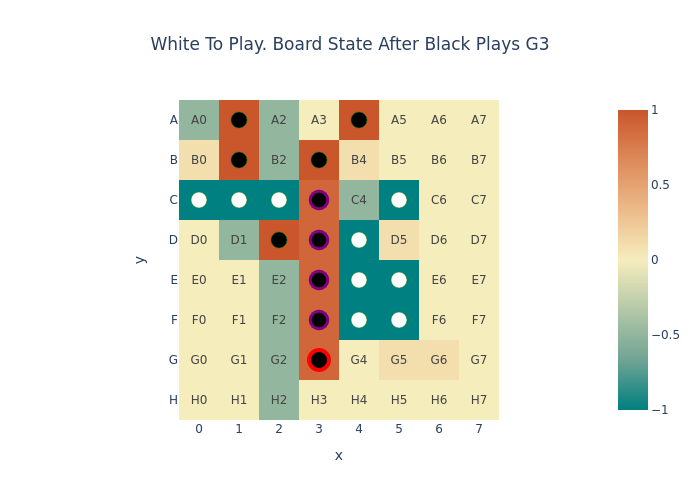 White To Play. Board State After Black Plays G3
A A0 A2 A3 A5 A6 A7
B B0 B2 B4 B5 B6 B7
C C4 C6 C7
D D0 D1 D5 D6 D7
E E0 E1 E2 E6 E7
F F0 F1 F2 F6 F7
G G0 G1 G2 G4 G5 G6 G7
H H0 H1 H2 H3 H4 H5 H6 H7
0 1 2 3 4 5 6 7
x
y
1
0.5
0
−0.5
−1